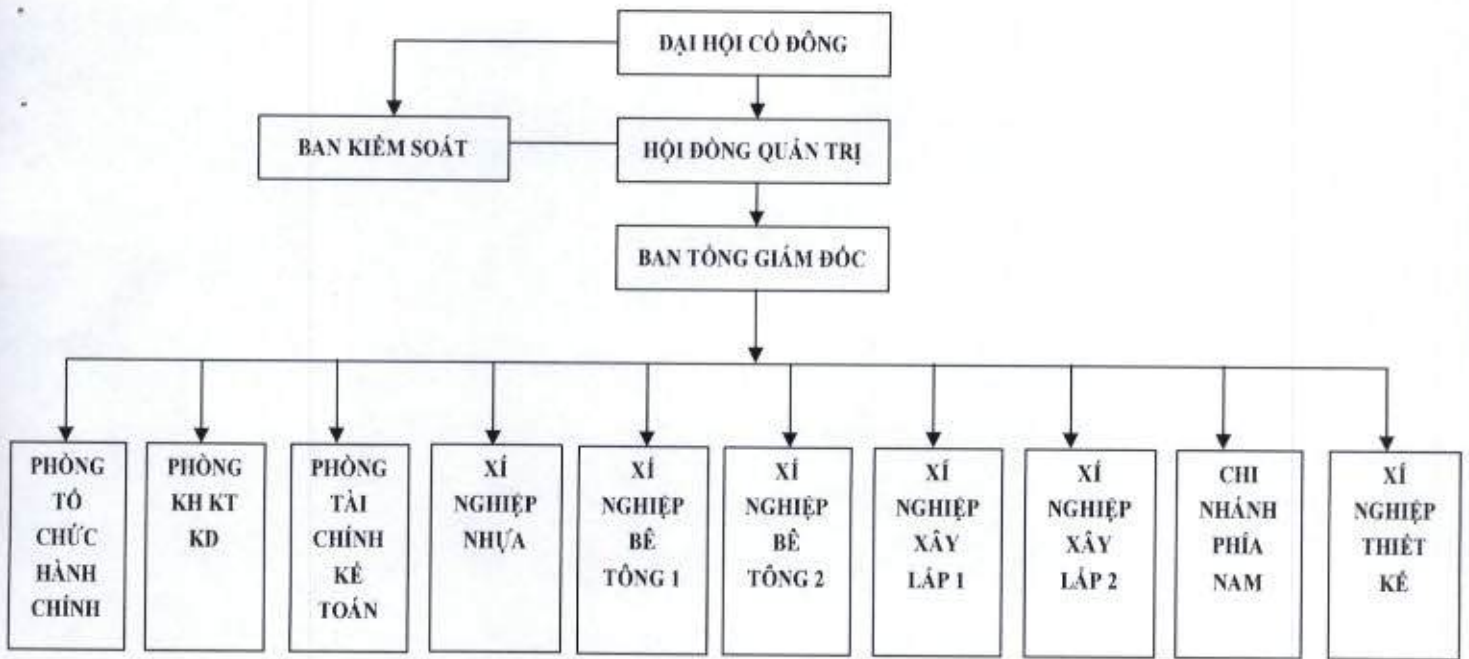 ĐẠI HỘI CỔ ĐÔNG
BAN KIỂM SOÁT
HỘI ĐỒNG QUẢN TRỊ
BAN TỔNG GIÁM ĐỐC
PHÒNG
TỔ
CHỨC
HÀNH
CHÍNH
PHÒNG
KH KT
KD
PHÒNG
TÀI
CHÍNH
KẾ
TOÁN
XÍ
NGHIỆP
NHỰA
XÍ
NGHIỆP
BÊ
TÔNG 1
XÍ
NGHIỆP
BÊ
TÔNG 2
XÍ
NGHIỆP
XÂY
LẮP 1
XÍ
NGHIỆP
XÂY
LẮP 2
CHI
NHÁNH
PHÍA
NAM
XÍ
NGHIỆP
THIẾT
KẾ